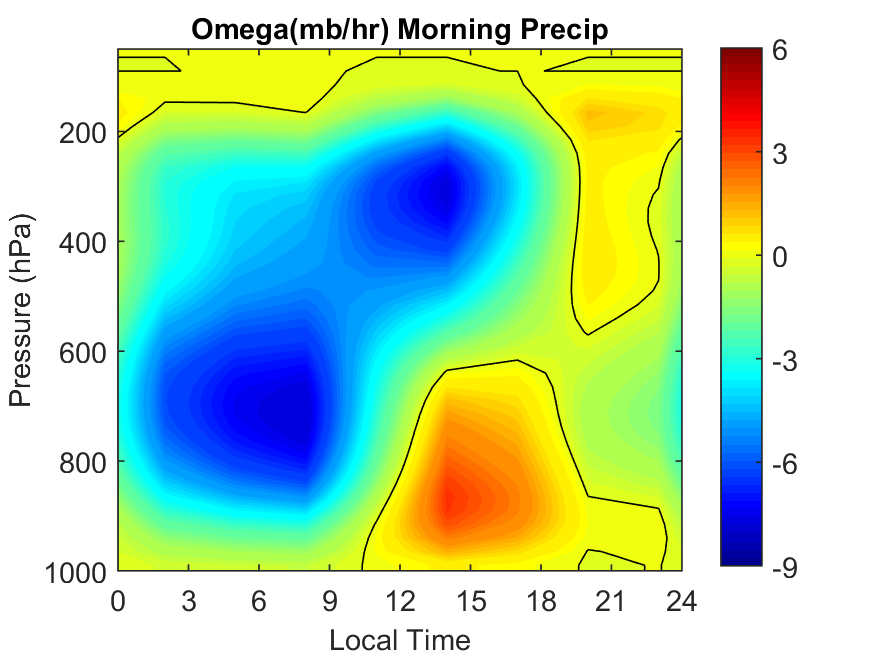 Omega(mb/hr) Morning Precip
Pressure (hPa)
200
400
600
800
1000
0 3 6 9 12 15 18 21 24
Local Time
6
3
0
-3
-6
-9